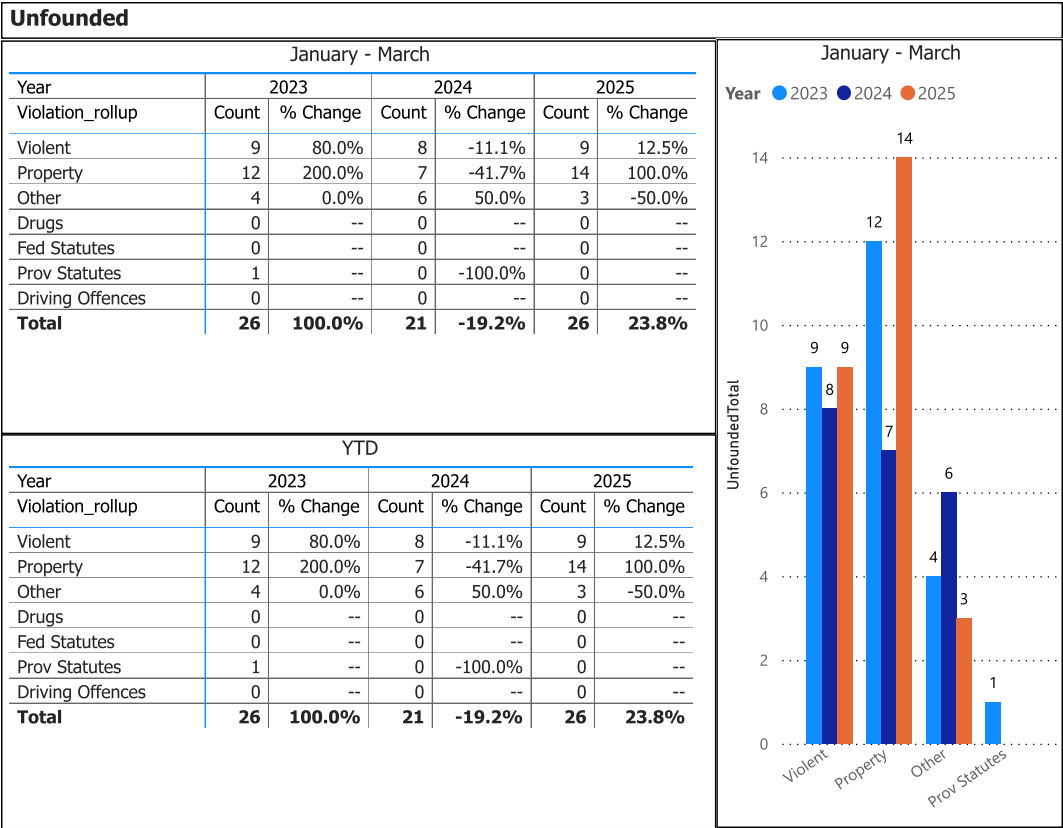 Unfounded
January - March
Year 2023 2024 2025
Violation_rollup Count % Change Count % Change Count % Change
Violent 9 80.0% 8 -11.1% 9 12.5%
Property 12 200.0% 7 -41.7% 14 100.0%
Other 4 0.0% 6 50.0% 3 -50.0%
Drugs 0 -- 0 -- 0 --
Fed Statutes 0 -- 0 -- 0 --
Prov Statutes 1 -- 0 -100.0% 0 --
Driving Offences 0 -- 0 -- 0 --
Total 26 100.0% 21 -19.2% 26 23.8%
YTD
Year 2023 2024 2025
Violation_rollup Count % Change Count % Change Count % Change
Violent 9 80.0% 8 -11.1% 9 12.5%
Property 12 200.0% 7 -41.7% 14 100.0%
Other 4 0.0% 6 50.0% 3 -50.0%
Drugs 0 -- 0 -- 0 --
Fed Statutes 0 -- 0 -- 0 --
Prov Statutes 1 -- 0 -100.0% 0 --
Driving Offences 0 -- 0 -- 0 --
Total 26 100.0% 21 -19.2% 26 23.8%
January - March
Year 2023 2024 2025
UnfoundedTotal
14
12
10
8
6
4
2
0
9 8 9
12 7 14
4 6 3
1
Violent Property Other Prov Statutes